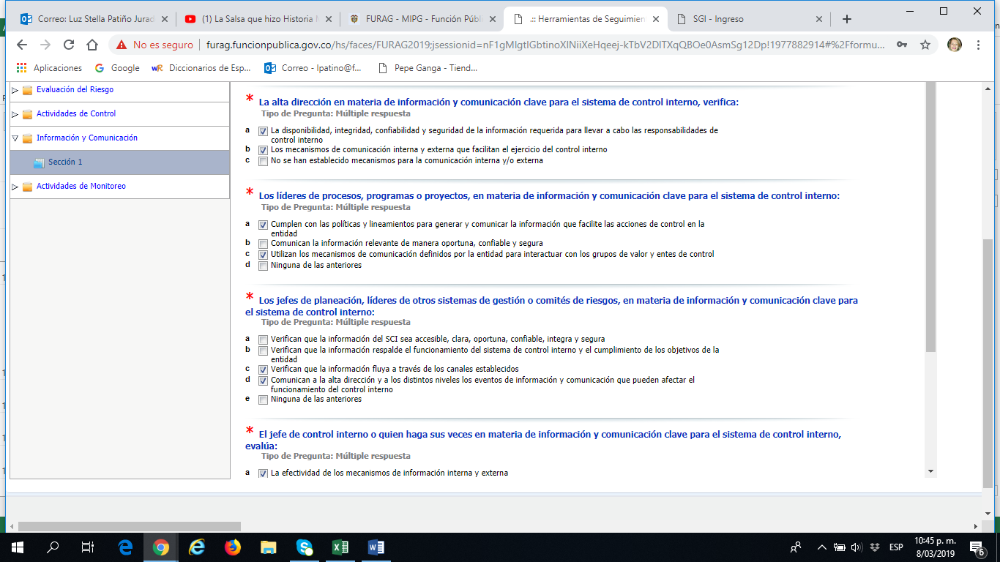 Correo: Luz Stella Patiño Jurad
(1) La Salsa que hizo Historia M
FURAG - MIPG - Función Públi
.:: Herramientas de Seguimien
SGI - Ingreso
No es seguro
furag.funcionpublica.gov.co/hs/faces/FURAG2019;jsessionid=nF1gMlgtlGbtinoXlNiiXeHqeej-kTbV2DlTXqQBOe0AsmSg12Dp!1977882914#%2Fformu...
Aplicaciones
Google
Diccionarios de Esp...
Correo - lpatino@f...
Pepe Ganga - Tiend...
Evaluación del Riesgo
Actividades de Control
Información y Comunicación
Sección 1
Actividades de Monitoreo
* La alta dirección en materia de información y comunicación clave para el sistema de control interno, verifica:
Tipo de Pregunta: Múltiple respuesta
a La disponibilidad, integridad, confiabilidad y seguridad de la información requerida para llevar a cabo las responsabilidades de
control interno
b Los mecanismos de comunicación interna y externa que facilitan el ejercicio del control interno
c No se han establecido mecanismos para la comunicación interna y/o externa
* Los líderes de procesos, programas o proyectos, en materia de información y comunicación clave para el sistema de control interno:
Tipo de Pregunta: Múltiple respuesta
a Cumplen con las políticas y lineamientos para generar y comunicar la información que facilite las acciones de control en la
entidad
b Comunican la información relevante de manera oportuna, confiable y segura
c Utilizan los mecanismos de comunicación definidos por la entidad para interactuar con los grupos de valor y entes de control
d Ninguna de las anteriores
* Los jefes de planeación, líderes de otros sistemas de gestión o comités de riesgos, en materia de información y comunicación clave para
el sistema de control interno:
Tipo de Pregunta: Múltiple respuesta
a Verifican que la información del SCI sea accesible, clara, oportuna, confiable, integra y segura
b Verifican que la información respalde el funcionamiento del sistema de control interno y el cumplimiento de los objetivos de la
entidad
c Verifican que la información fluya a través de los canales establecidos
d Comunican a la alta dirección y a los distintos niveles los eventos de información y comunicación que pueden afectar el
funcionamiento del control interno
e Ninguna de las anteriores
* El jefe de control interno o quien haga sus veces en materia de información y comunicación clave para el sistema de control interno,
evalúa:
Tipo de Pregunta: Múltiple respuesta
a La efectividad de los mecanismos de información interna y externa
ESP
10:45 p. m.
8/03/2019
6